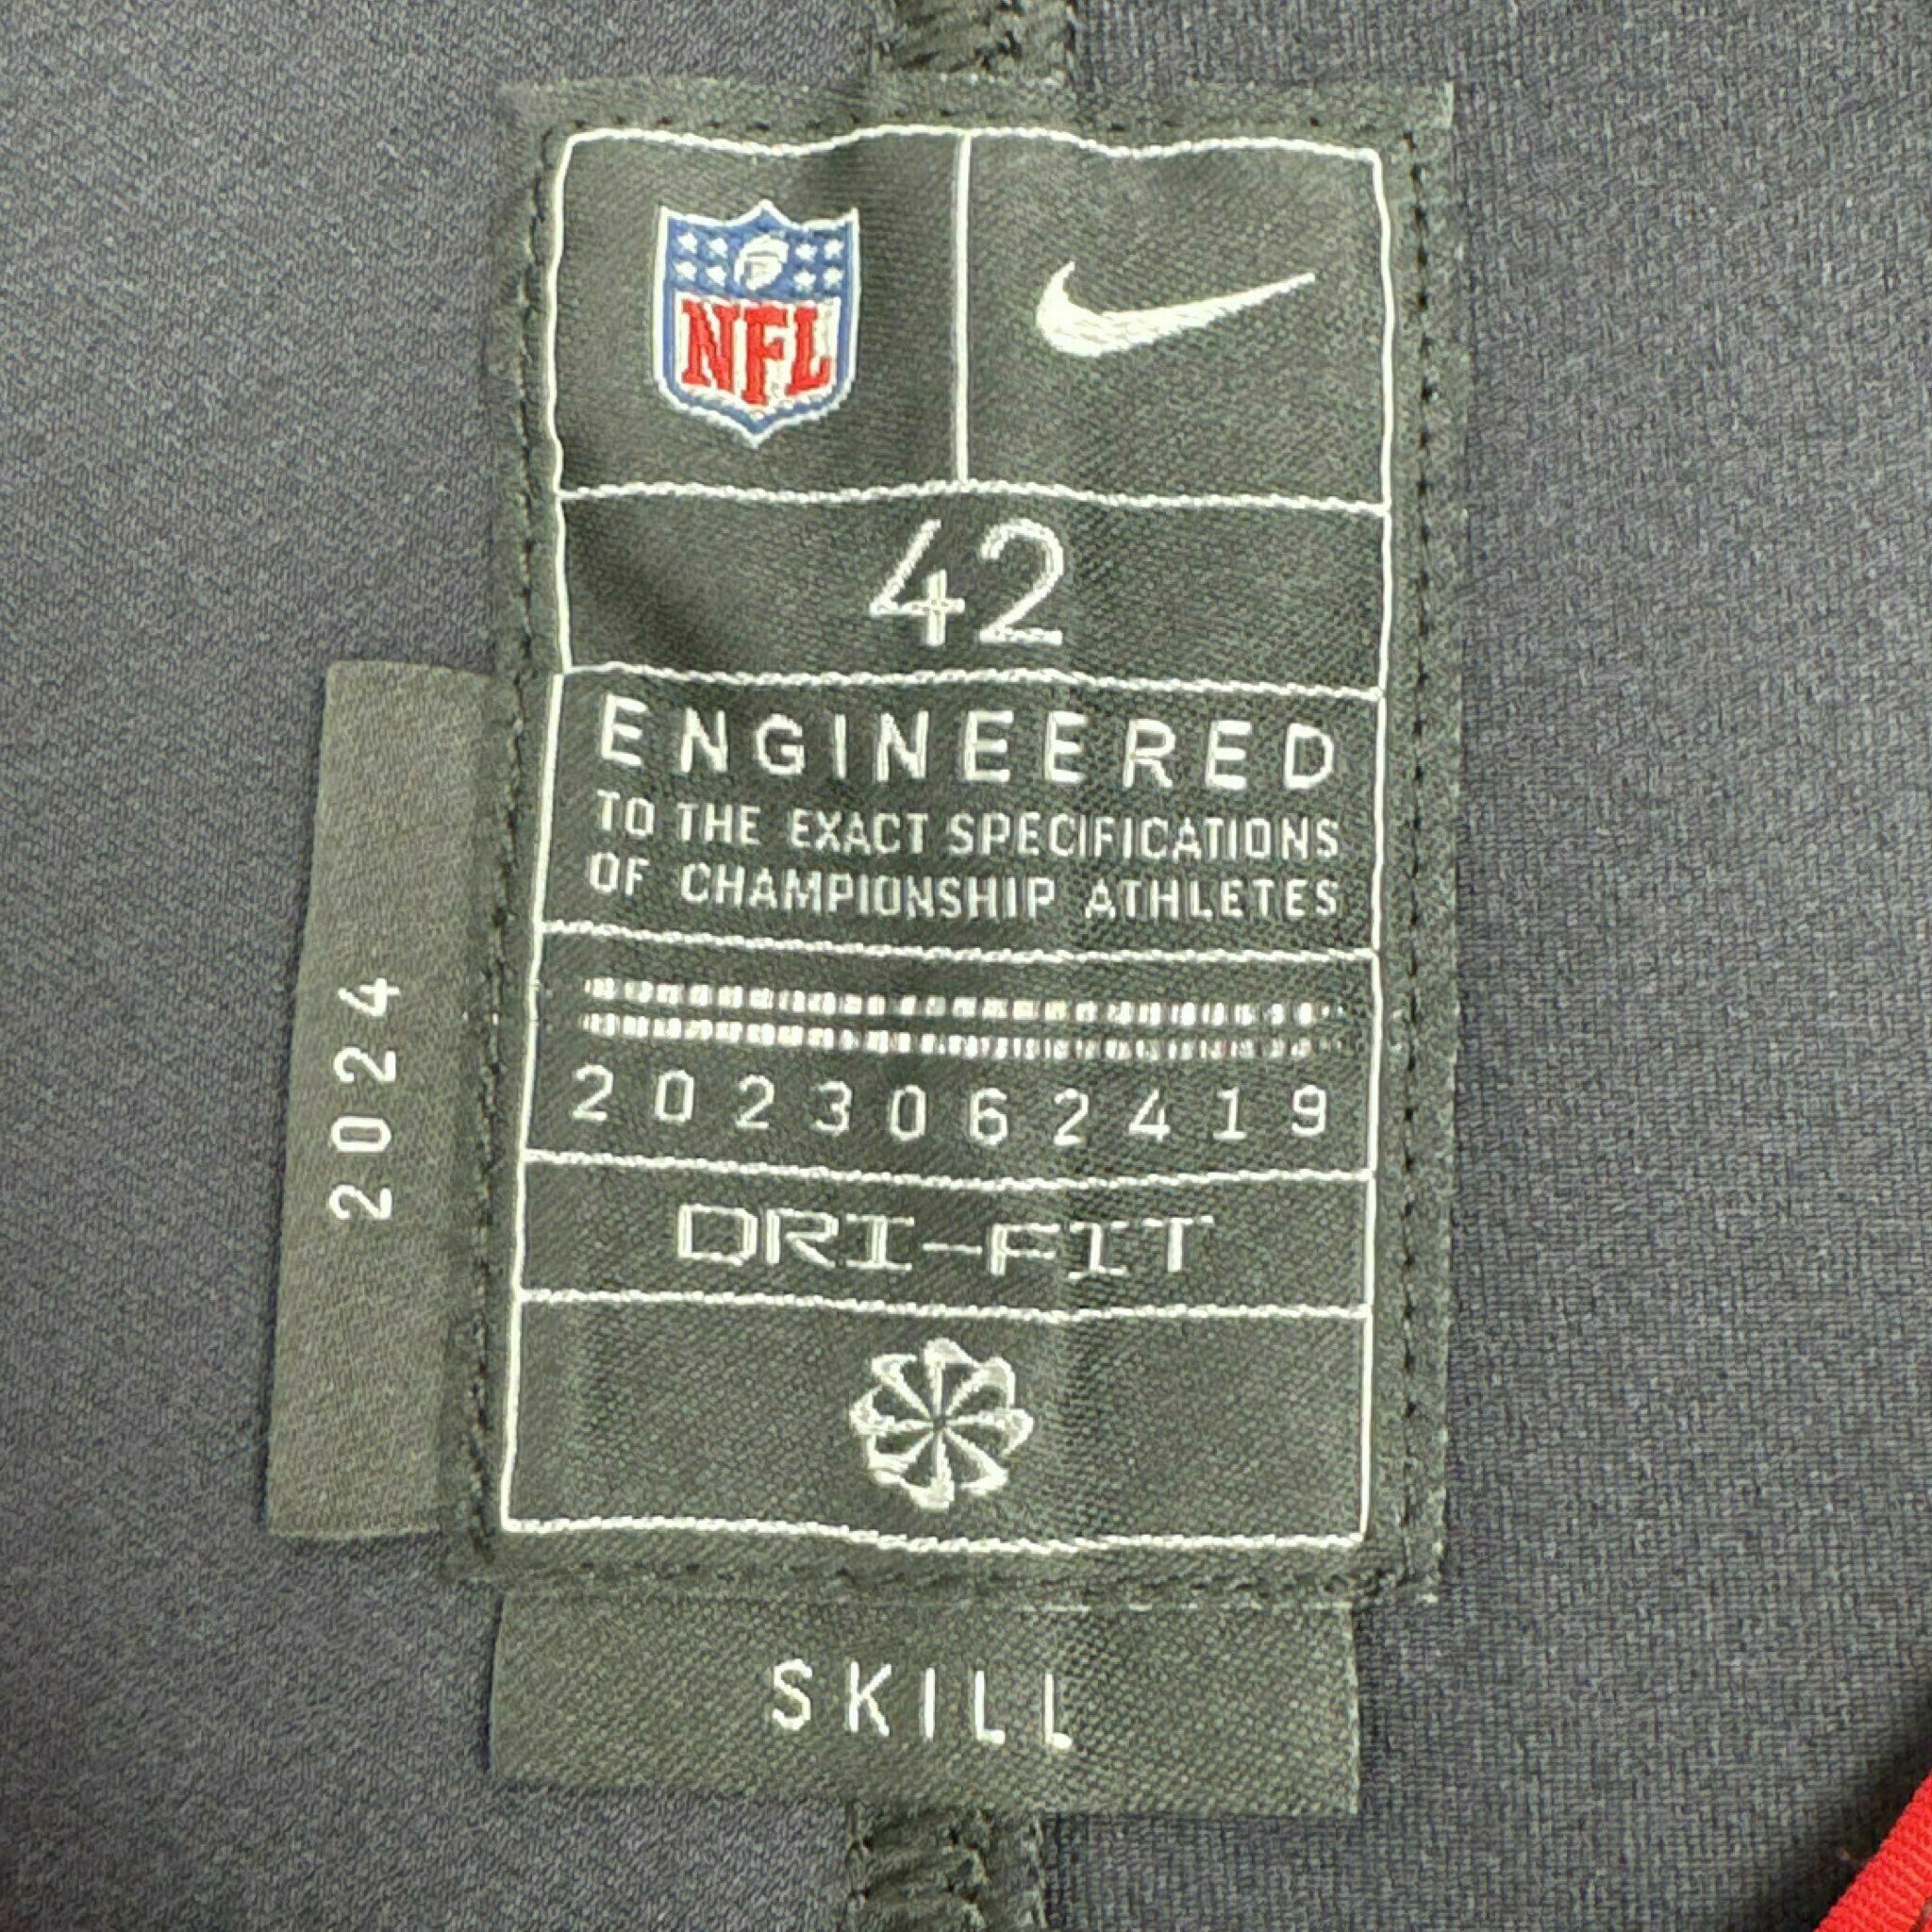 NFL
42
ENGINEERED
TO THE EXACT SPECIFICATIONS
OF CHAMPIONSHIP ATHLETES
2023062419
DRI-FIT
2024
SKILL